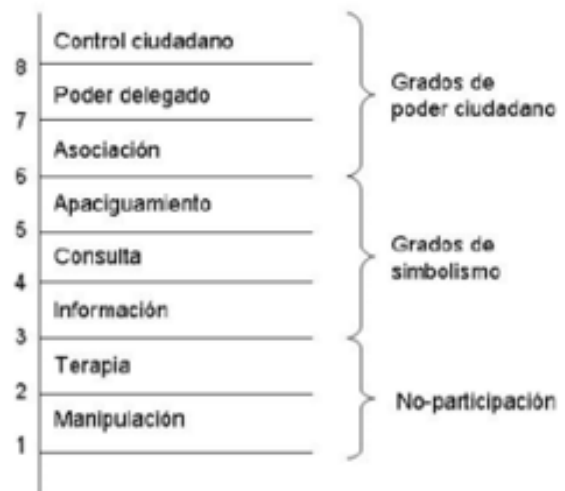 Control ciudadano
8
Poder delegado
7
Asociación
6
Apaciguamiento
5
Consulta
4
Información
3
Terapia
2
Manipulación
1
Grados de
poder ciudadano
Grados de
simbolismo
No-participación